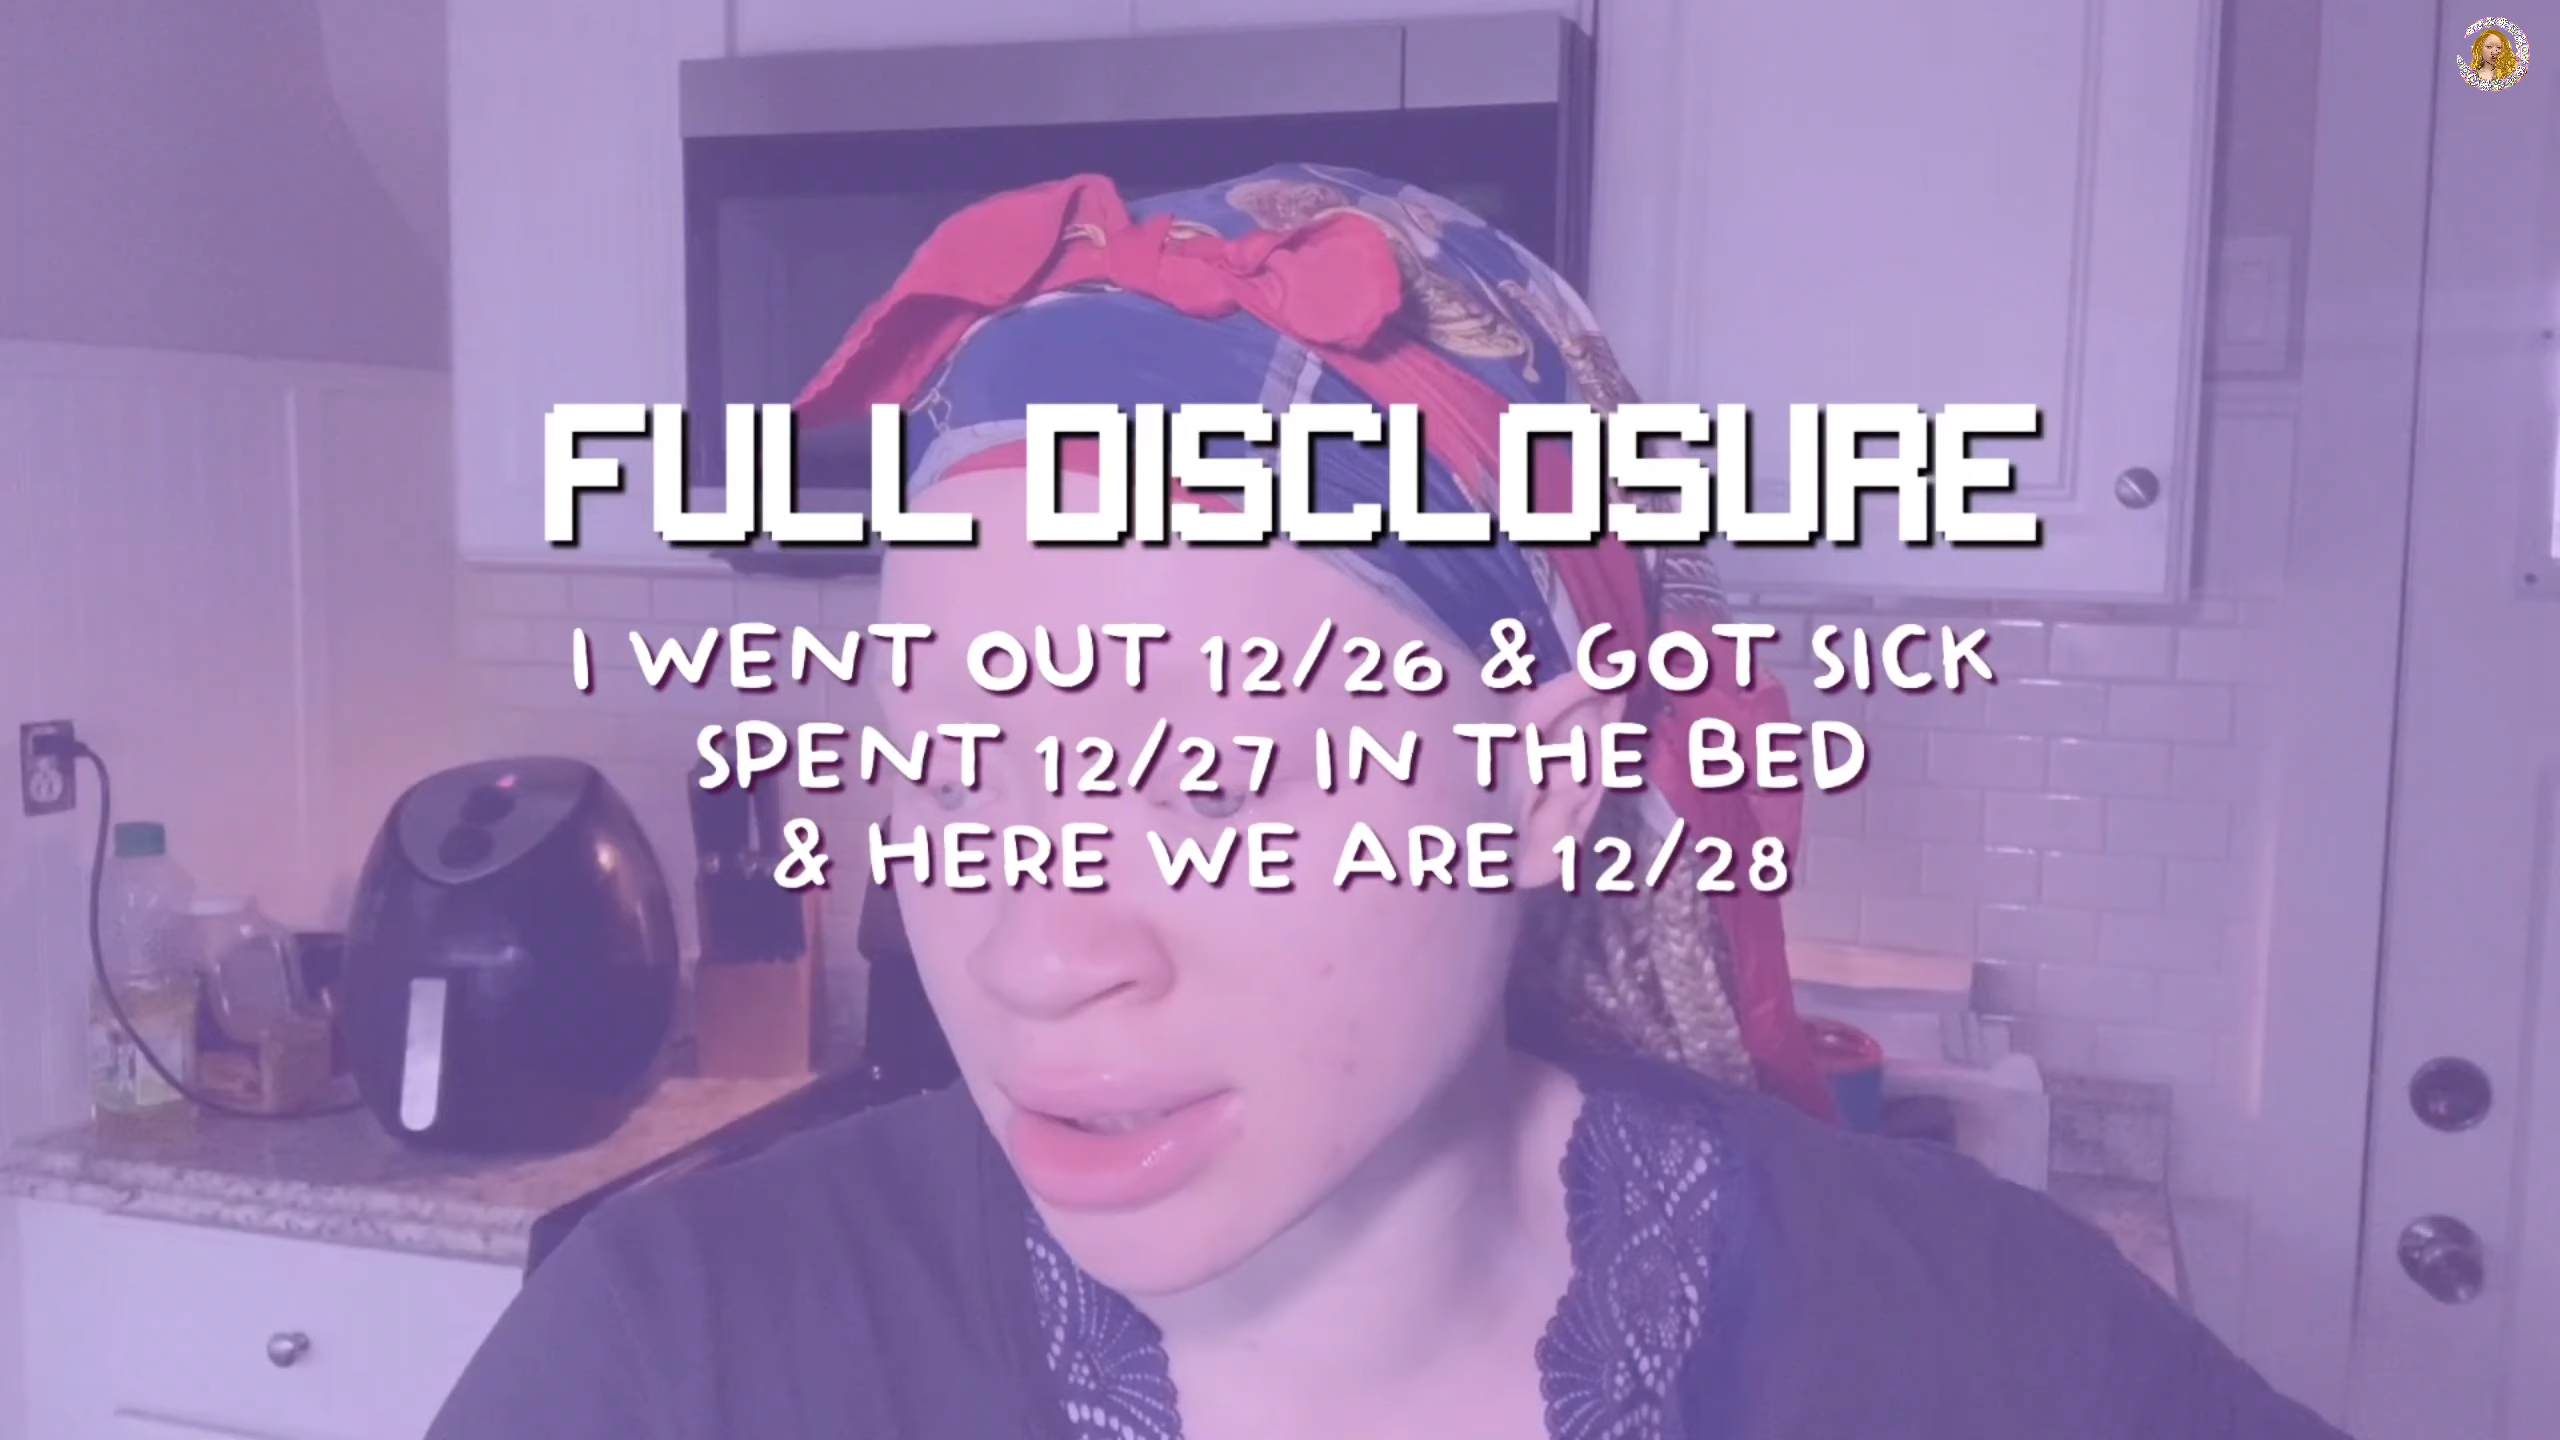 FULL DISCLOSURE
I WENT OUT 12/26 & GOT SICK
SPENT 12/27 IN THE BED
& HERE WE ARE 12/28